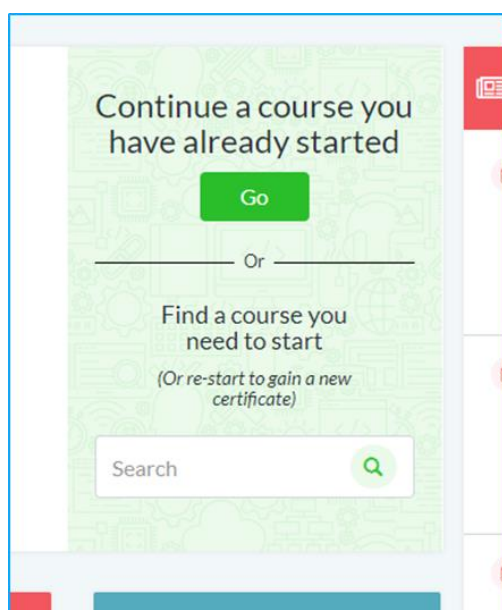 Continue a course you
have already started
Go
Or
Find a course you
need to start
(Or re-start to gain a new
certificate)
Search